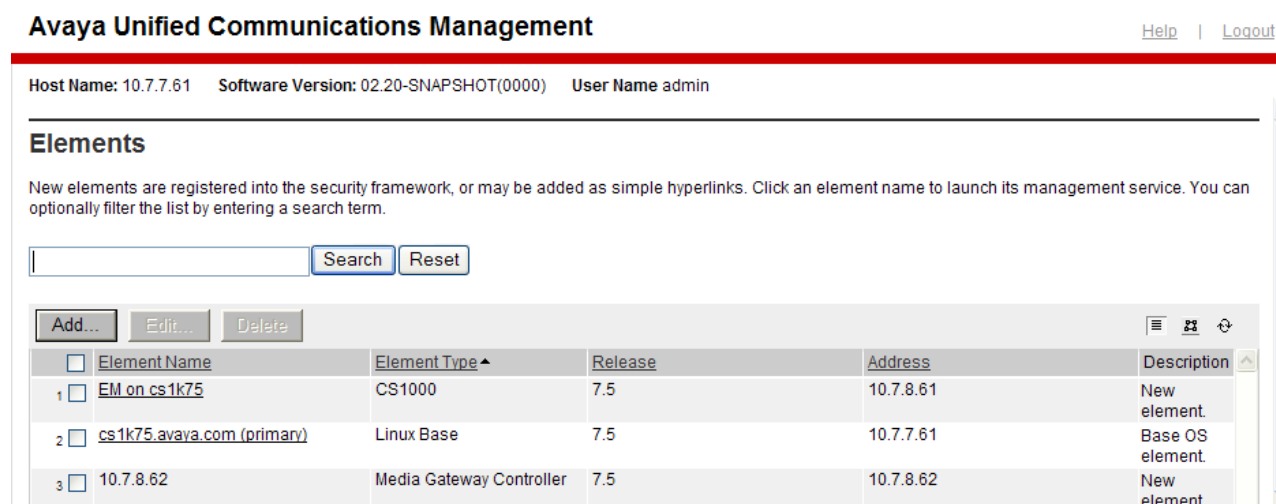 Avaya Unified Communications Management
Help | Logout
Host Name: 10.7.7.61 Software Version: 02.20-SNAPSHOT(0000) User Name admin
Elements
New elements are registered into the security framework, or may be added as simple hyperlinks. Click an element name to launch its management service. You can
optionally filter the list by entering a search term.
Search Reset
Add... Edit... Delete
Element Name Element Type Release Address Description
1 EM on cs1k75 CS1000 7.5 10.7.8.61 New
element.
2 cs1k75.avaya.com (primary) Linux Base 7.5 10.7.7.61 Base OS
element.
3 10.7.8.62 Media Gateway Controller 7.5 10.7.8.62 New
element.